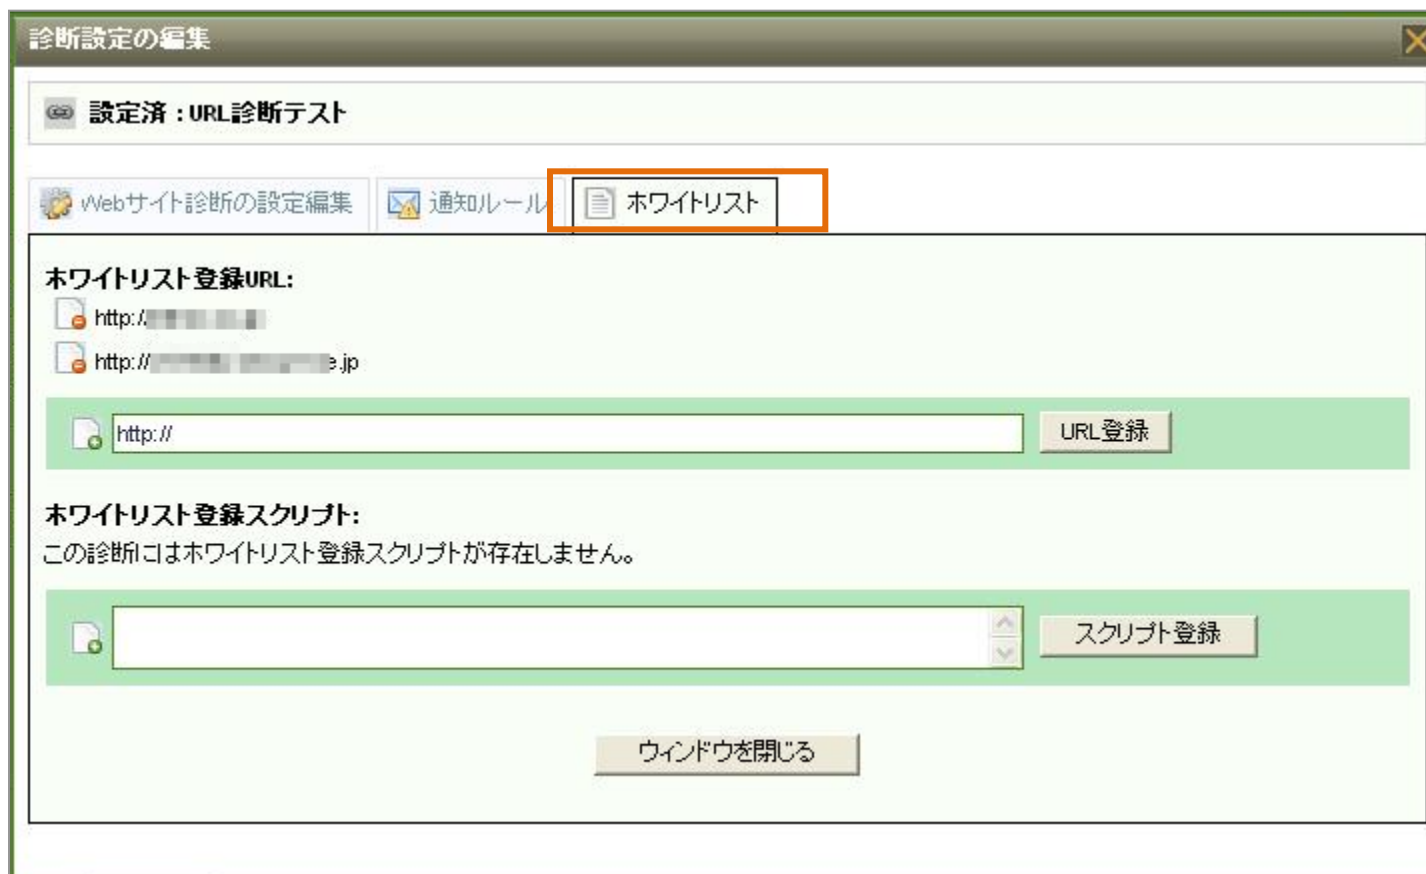 診断設定の編集
設定済：URL診断テスト
Webサイト診断の設定編集 通知ルール ホワイトリスト
ホワイトリスト登録URL:
http:/
http:// e.jp
http:// URL登録
ホワイトリスト登録スクリプト:
この診断にはホワイトリスト登録スクリプトが存在しません。
スクリプト登録
ウィンドウを閉じる